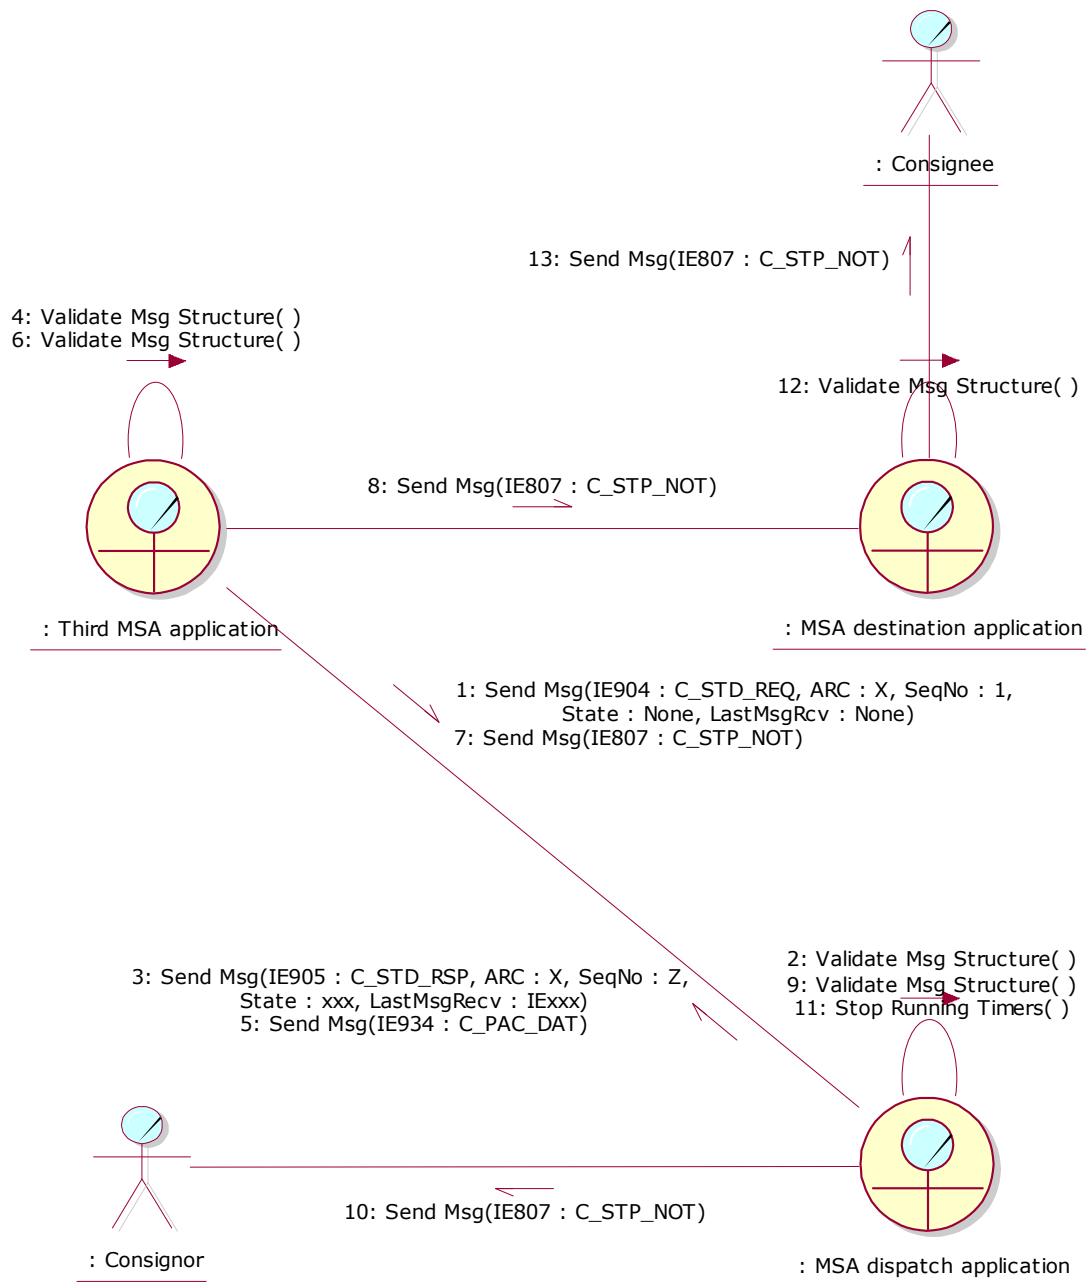 : Consignee
13: Send Msg(IE807 : C_STP_NOT)
4: Validate Msg Structure( )
6: Validate Msg Structure( )
12: Validate Msg Structure( )
8: Send Msg(IE807 : C_STP_NOT)
: Third MSA application
: MSA destination application
1: Send Msg(IE904 : C_STD_REQ, ARC : X, SeqNo : 1,
State : None, LastMsgRcv : None)
7: Send Msg(IE807 : C_STP_NOT)
2: Validate Msg Structure( )
9: Validate Msg Structure( )
11: Stop Running Timers( )
3: Send Msg(IE905 : C_STD_RSP, ARC : X, SeqNo : Z,
State : xxx, LastMsgRecv : IExxx)
5: Send Msg(IE934 : C_PAC_DAT)
10: Send Msg(IE807 : C_STP_NOT)
: Consignor
: MSA dispatch application